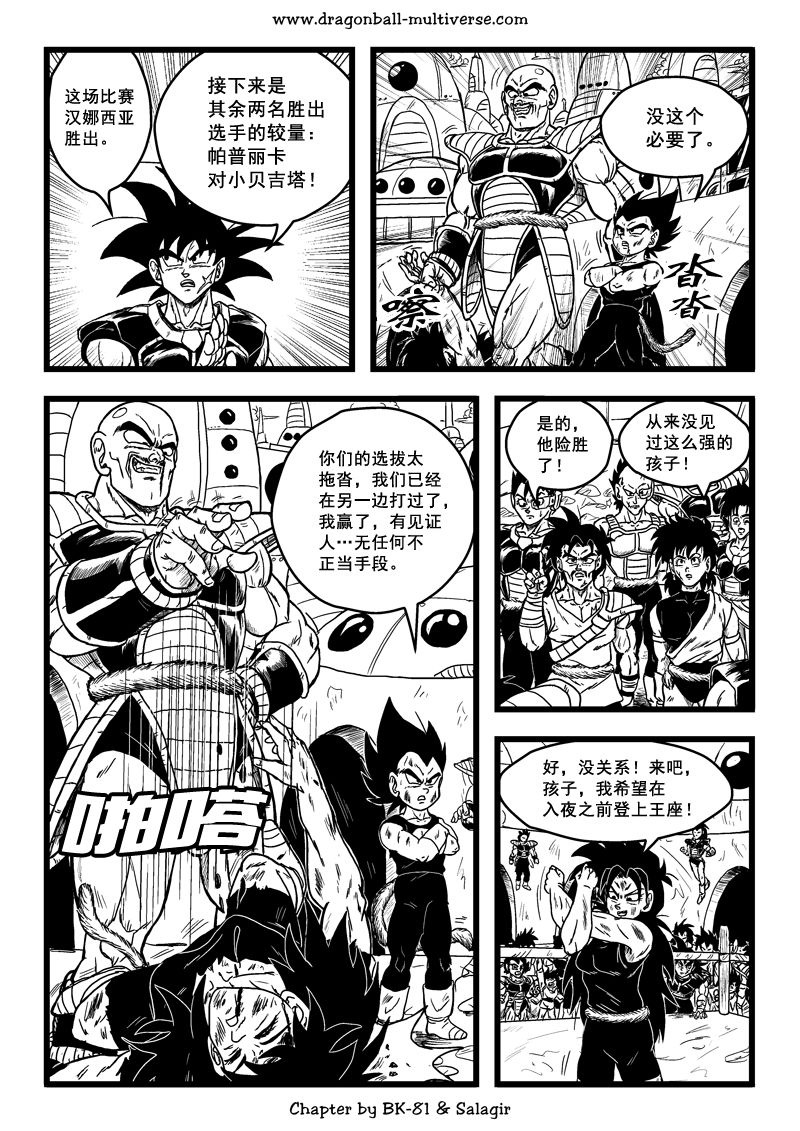 www.dragonball-multiverse.com
这场比赛
汉娜西亚
胜出。
接下来是
其余两名胜出
选手的较量：
帕普丽卡
对小贝吉塔！
没这个
必要了。
嚓
沓
沓
你们的选拔太
拖沓，我们已经
在另一边打过了，
我赢了，有见证
人…无任何不
正当手段。
啪嗒
是的，
他险胜
了！
从来没见
过这么强的
孩子！
好，没关系！来吧，
孩子，我希望在
入夜之前登上王座！
Chapter by BK-81 & Salagir